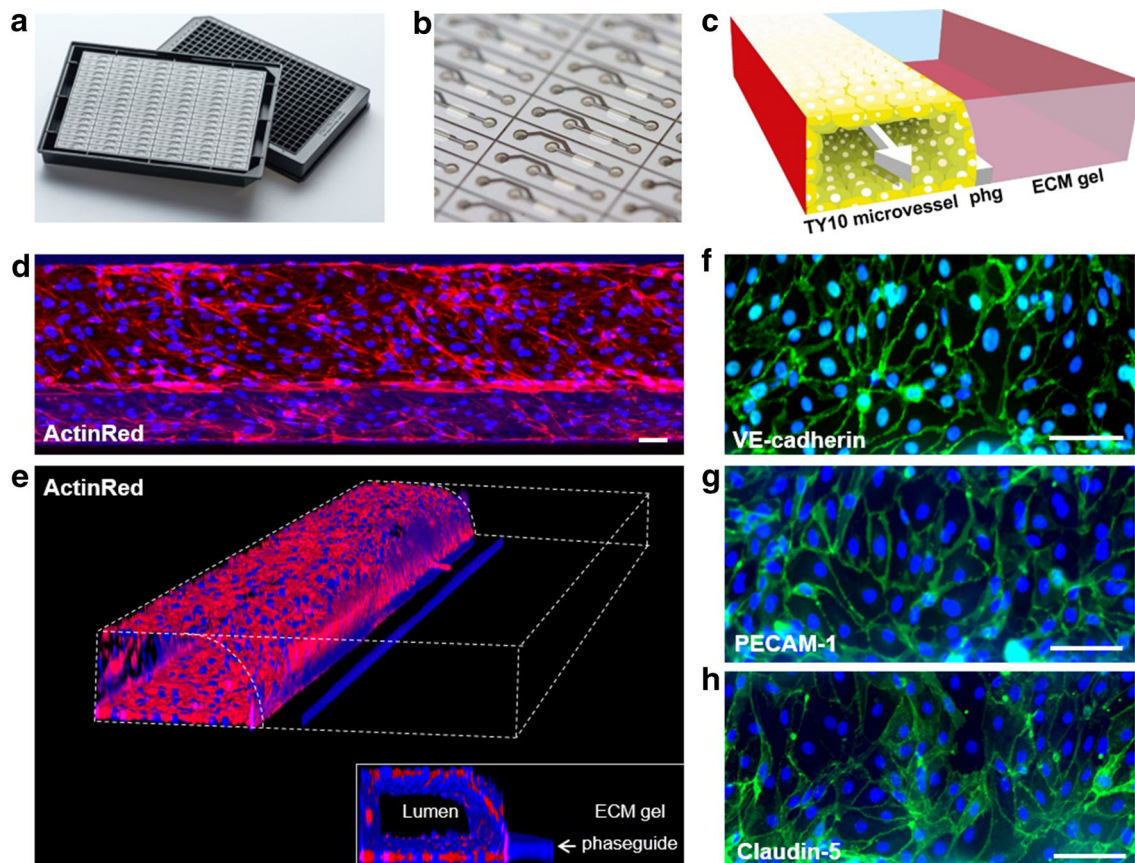 a
b
c
TY10 microvessel phg ECM gel
d
ActinRed
e
ActinRed
Lumen
ECM gel
phaseguide
f
VE-cadherin
g
PECAM-1
h
Claudin-5